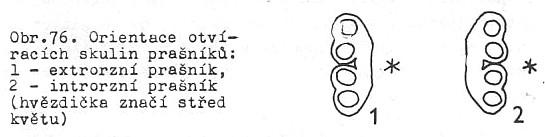 Obr.76. Orientace otví-
racích skulin prašníků:
1 - extrorzní prašník,
2 - introrzní prašník
(hvězdička značí střed
květu)
* *
1 2